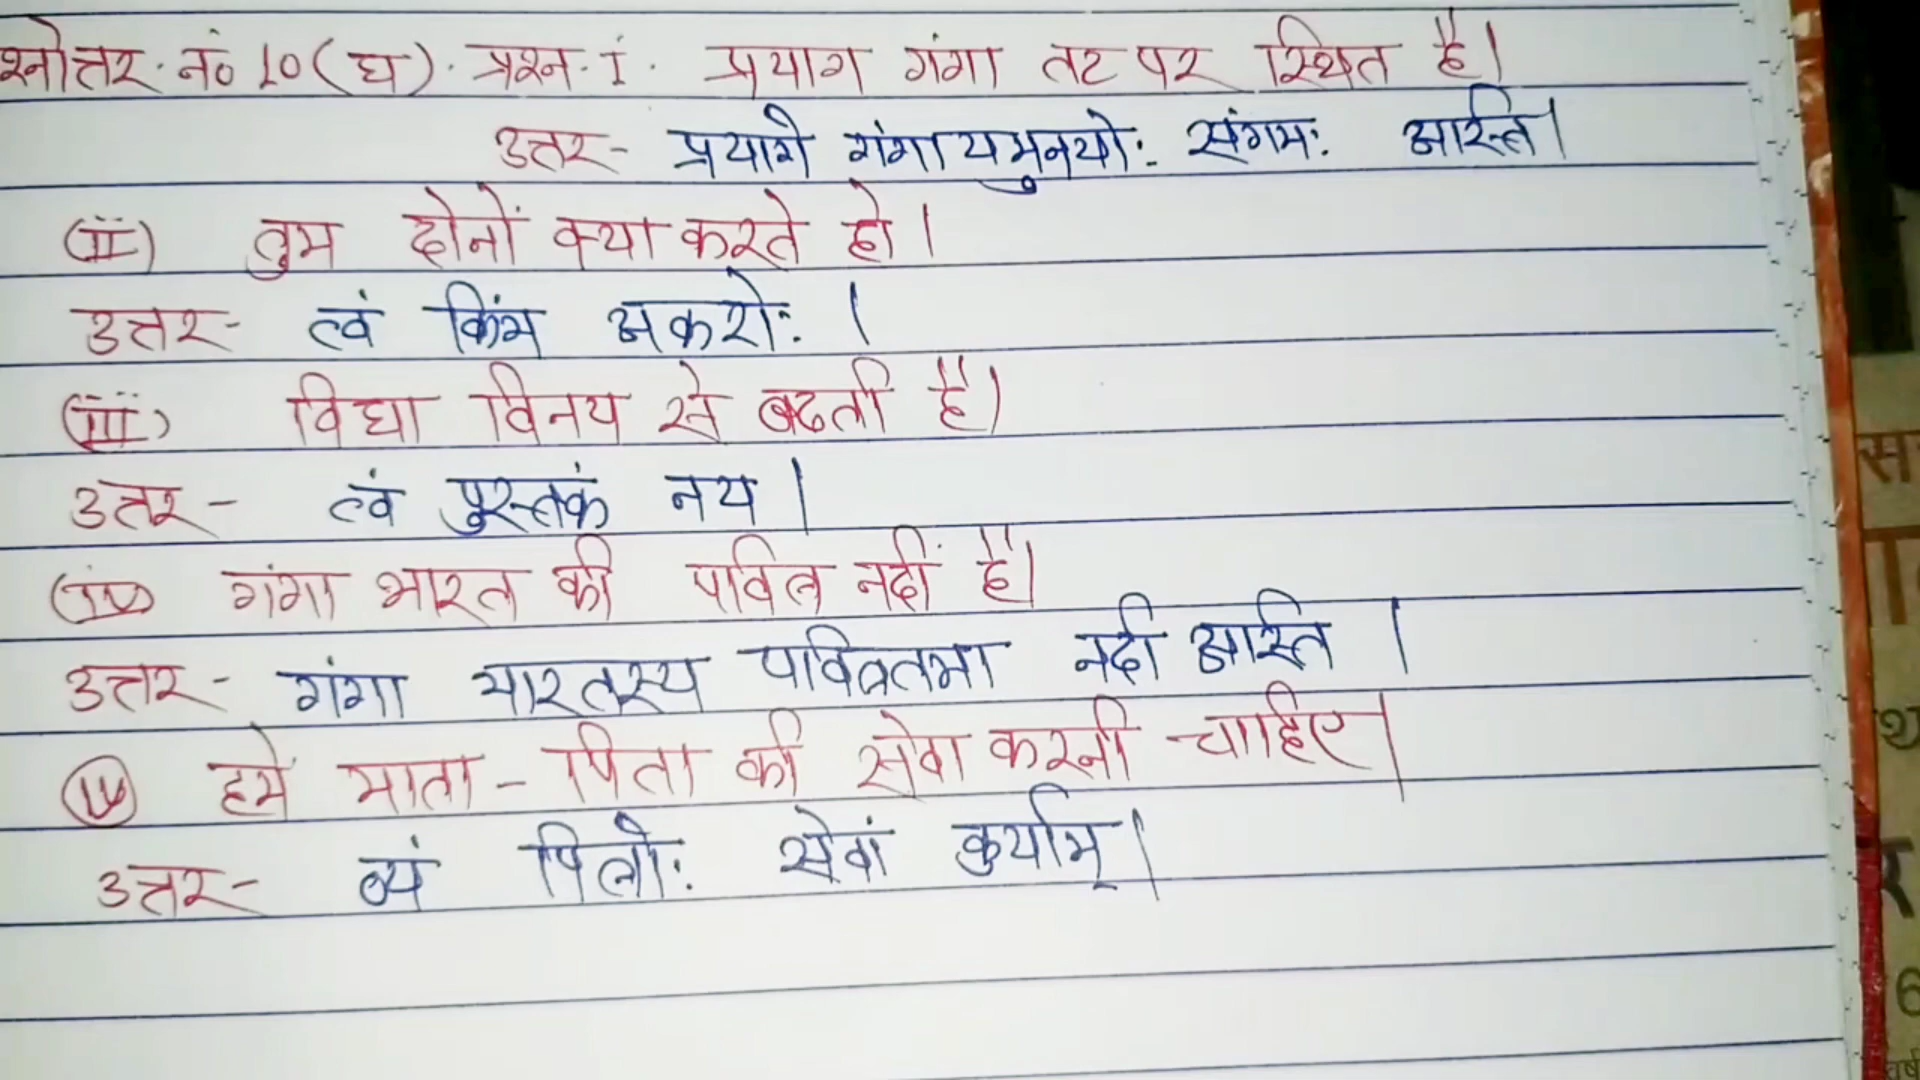 श्नोत्तर. नं० 10(घ). प्रश्न. I. प्रयाग गंगा तट पर स्थित है।
उत्तर- प्रयागे गंगायमुनयो: संगम: अस्ति।
(ii) तुम दोनों क्या करते हो।
उत्तर- त्वं किंम अकरो: ।
(iii) विघा विनय से बढती है।
उत्तर- त्वं पुस्तकं नय।
(iv) गंगा भारत की पवित्र नदीं है।
उत्तर- गंगा भारतस्य पवित्रतमा नदी अस्ति ।
(iv) हमे माता - पिता की सेवा करनी चाहिए।
उत्तर- वयं पित्रो: सेवां कुर्याम्।